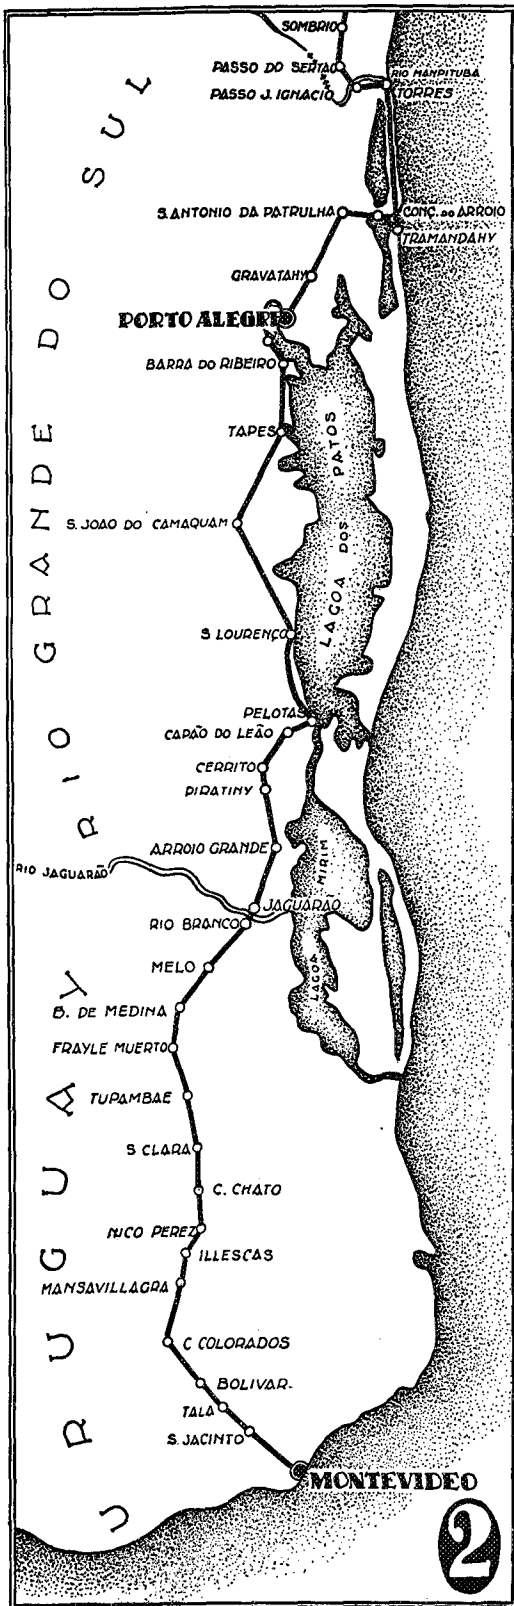 SOMBRIO
PASSO DO SERTÃO
RIO MANPITUBA
PASSO J. IGNACIO
TORRES
S. ANTONIO DA PATRULHA
CONÇ. DO ARROIO
TRAMANDAHY
GRAVATAHY
PORTO ALEGRE
BARRA DO RIBEIRO
TAPES
LAGOA DOS PATOS
S. JOAO DO CAMAQUAM
S LOURENÇO
PELOTAS
CAPÃO DO LEÃO
CERRITO
PIRATINY
ARROIO GRANDE
RIO GRANDE DO SUL
RIO JAGUARÃO
LAGOA MIRIM
JAGUARÃO
RIO BRANCO
MELO
B. DE MEDINA
FRAYLE MUERTO
TUPAMBAE
S CLARA
C. CHATO
NICO PEREZ
ILLESCAS
MANSAVILLAGRA
C COLORADOS
BOLIVAR.
TALA
S. JACINTO
URUGUAY
MONTEVIDEO
2